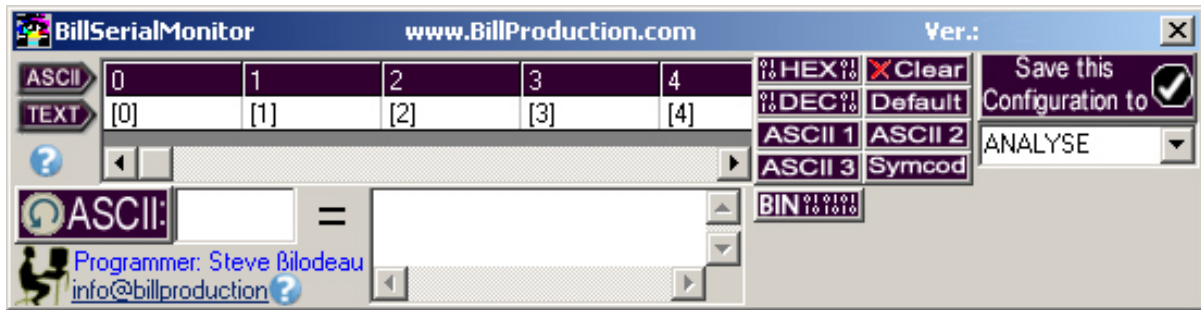 BillSerialMonitor www.BillProduction.com Ver.:
ASCII 0 1 2 3 4
TEXT [0] [1] [2] [3] [4]
HEX Clear
DEC Default
ASCII 1 ASCII 2
ASCII 3 Symcod
BIN
Save this
Configuration to
ANALYSE
ASCII: =
Programmer: Steve ßilodeau
info@billproduction